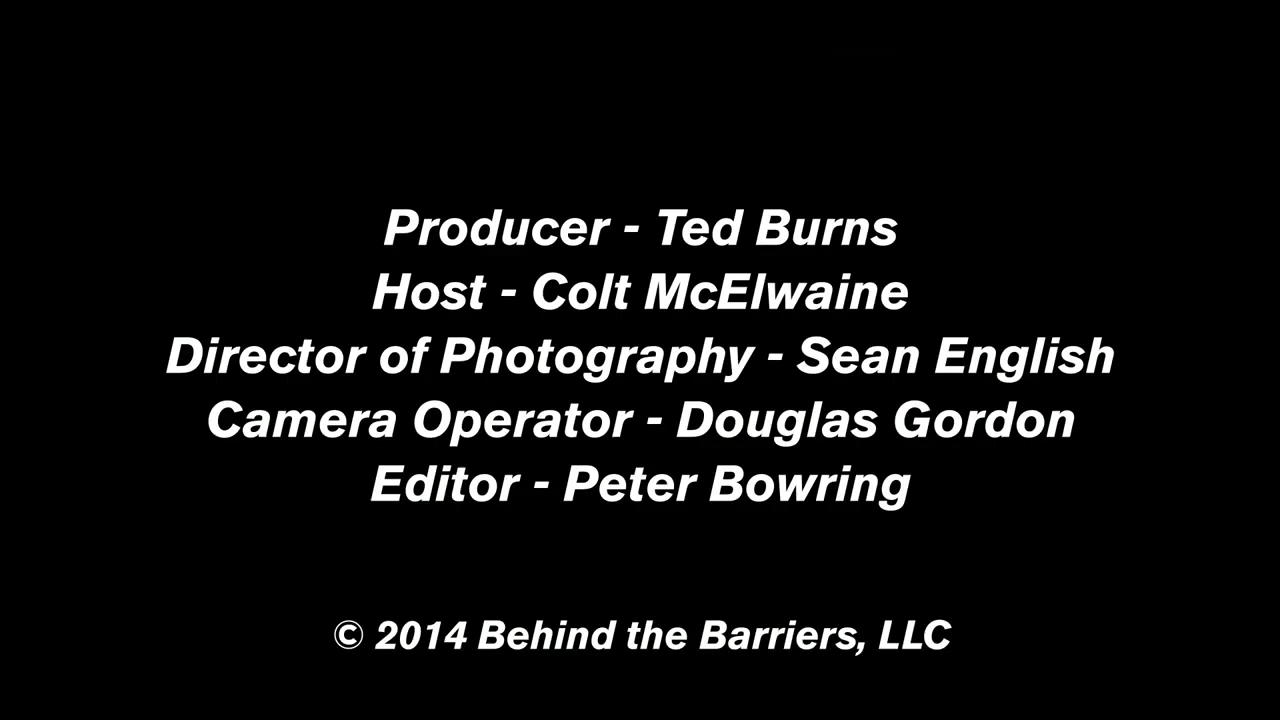 Producer - Ted Burns
Host - Colt McElwaine
Director of Photography - Sean English
Camera Operator - Douglas Gordon
Editor - Peter Bowring
© 2014 Behind the Barriers, LLC